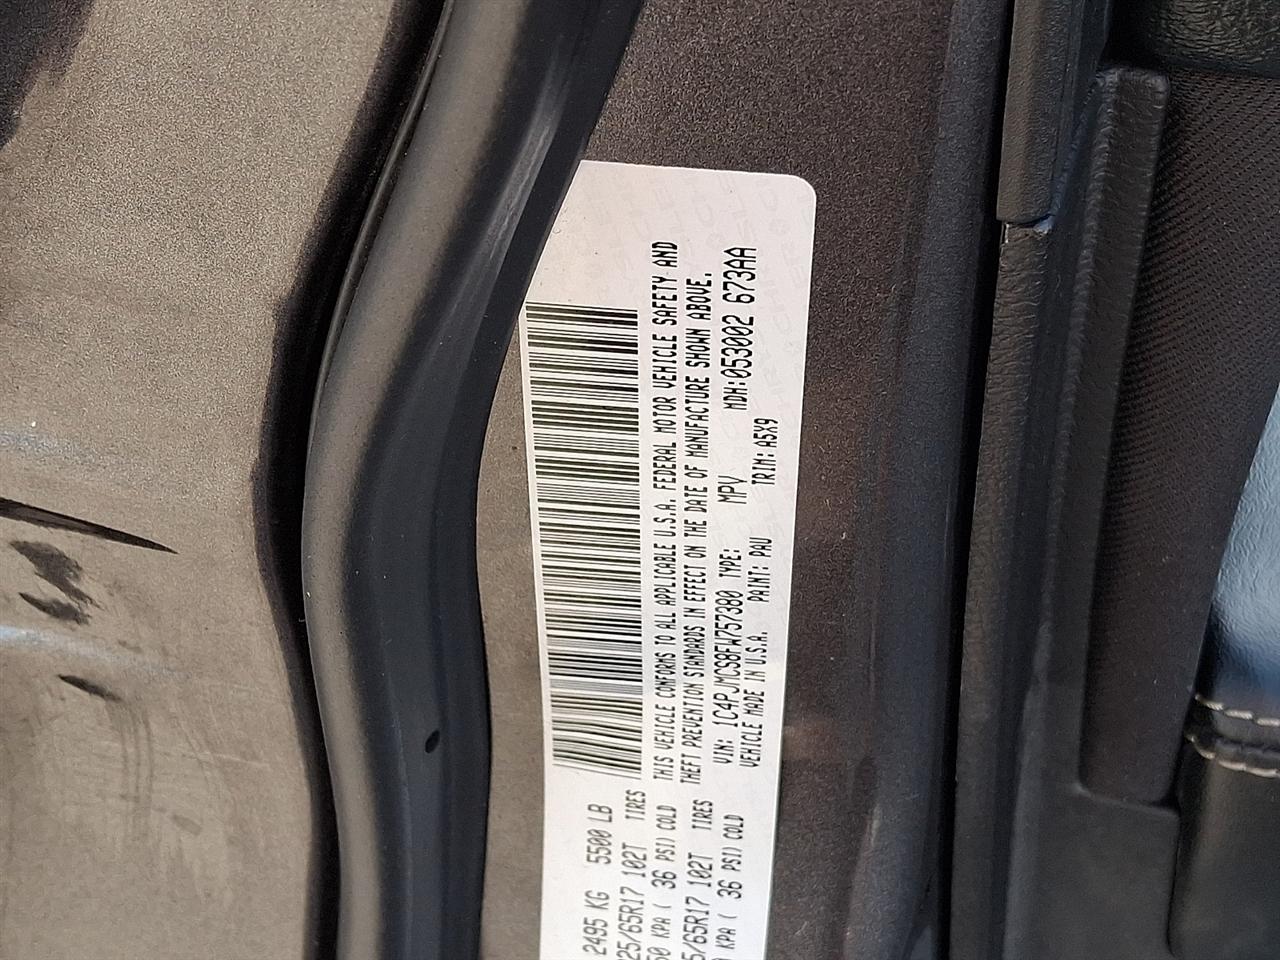 2495 KG 5500 LB
25/65R17 102T TIRES
50 KPA ( 36 PSI) COLD
5/65R17 102T TIRES
KPA ( 36 PSI) COLD
THIS VEHICLE CONFORMS TO ALL APPLICABLE U.S.A. FEDERAL MOTOR VEHICLE SAFETY AND
THEFT PREVENTION STANDARDS IN EFFECT ON THE DATE OF MANUFACTURE SHOWN ABOVE.
VIN: 1C4PJMCS8FW757380 TYPE: MPV MDH:053002 673AA
VEHICLE MADE IN U.S.A. PAINT: PAU TRIM: A5X9